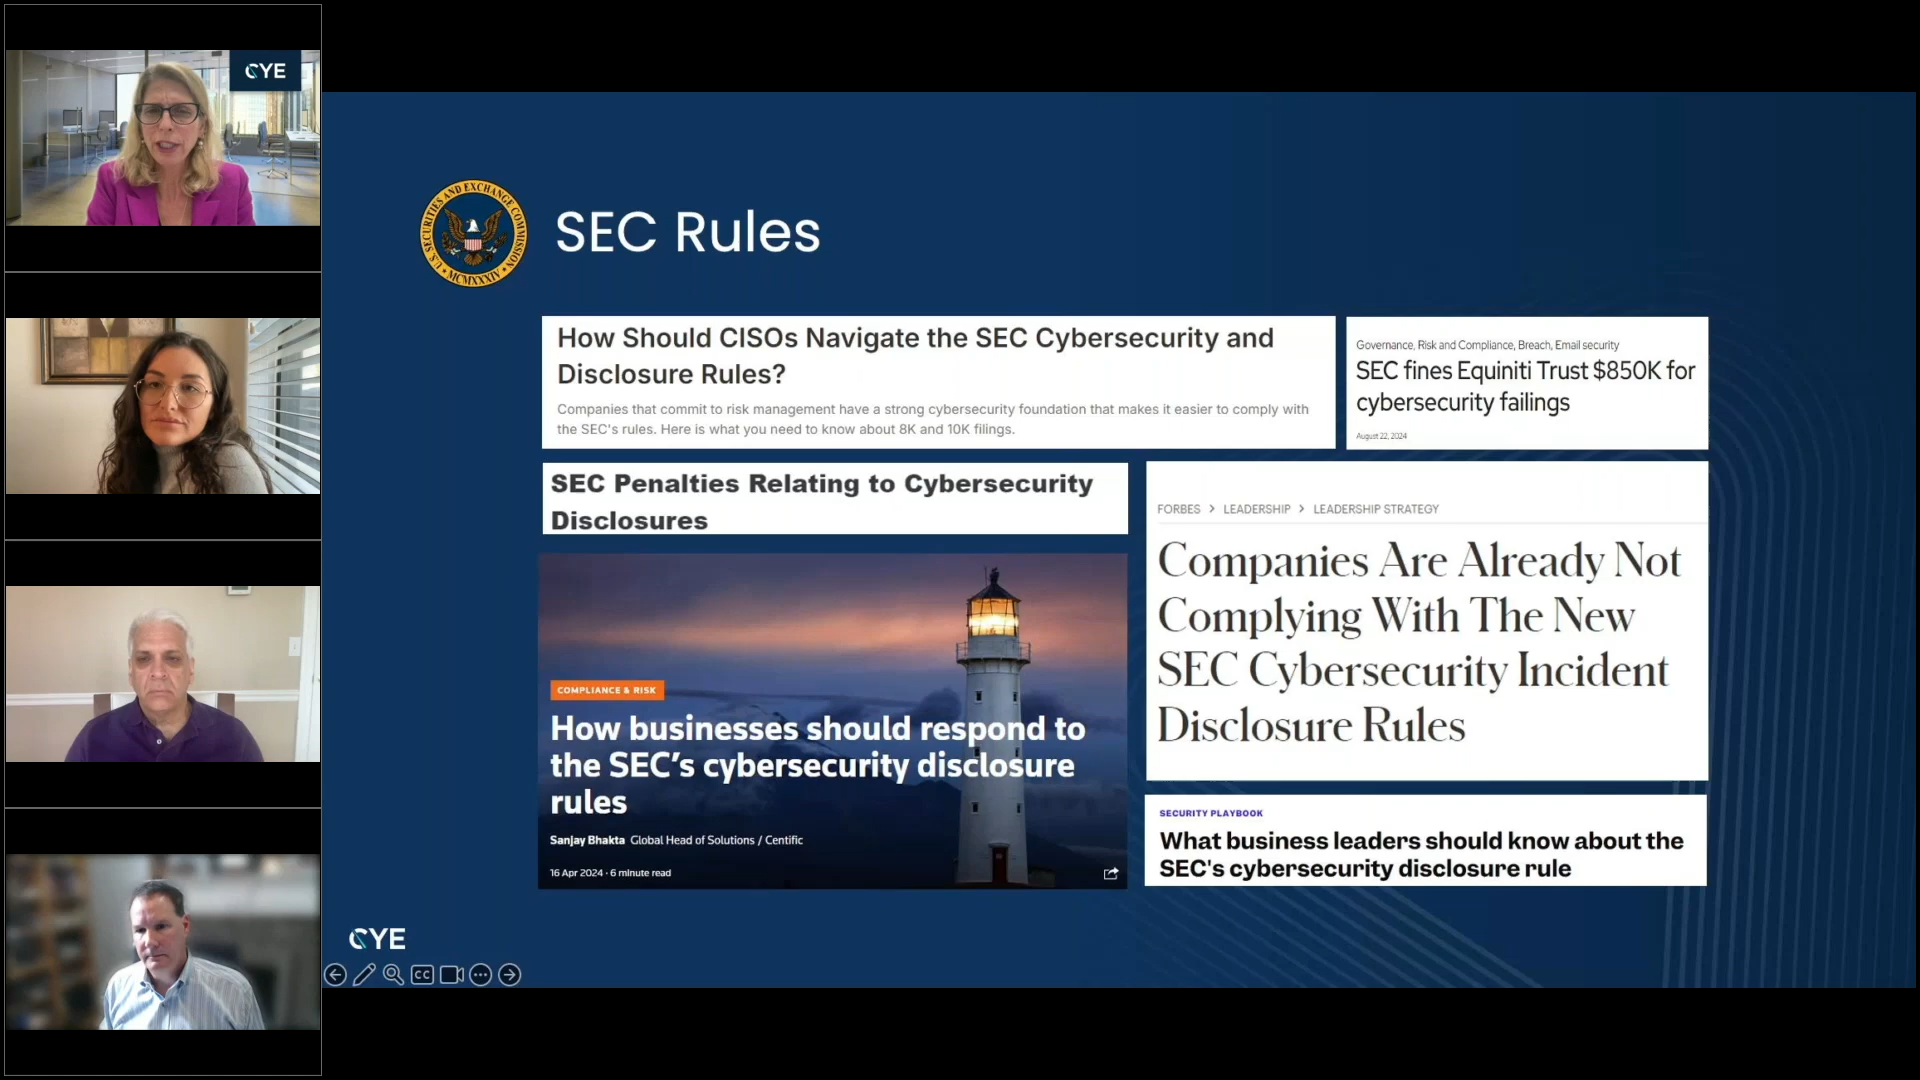 CYE
U.S. SECURITIES AND EXCHANGE COMMISSION
MCMXXXIV
SEC Rules
How Should CISOs Navigate the SEC Cybersecurity and
Disclosure Rules?
Companies that commit to risk management have a strong cybersecurity foundation that makes it easier to comply with
the SEC's rules. Here is what you need to know about 8K and 10K filings.
Governance, Risk and Compliance, Breach, Email security
SEC fines Equiniti Trust $850K for
cybersecurity failings
August 22, 2024
SEC Penalties Relating to Cybersecurity
Disclosures
FORBES > LEADERSHIP > LEADERSHIP STRATEGY
Companies Are Already Not
Complying With The New
SEC Cybersecurity Incident
Disclosure Rules
COMPLIANCE & RISK
How businesses should respond to
the SEC’s cybersecurity disclosure
rules
Sanjay Bhakta Global Head of Solutions / Centific
16 Apr 2024 · 6 minute read
SECURITY PLAYBOOK
What business leaders should know about the
SEC's cybersecurity disclosure rule
CYE
CC